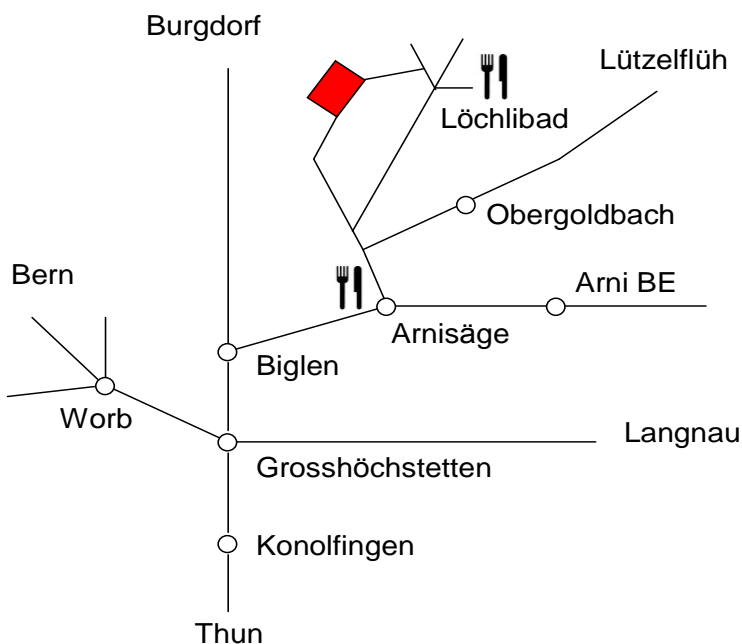 Burgdorf
Lützelflüh
Löchlibad
Obergoldbach
Bern
Arni BE
Arnisäge
Biglen
Worb
Langnau
Grosshöchstetten
Konolfingen
Thun